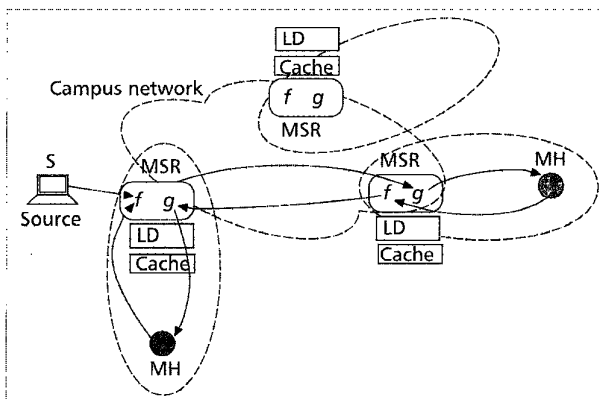 LD
Cache
Campus network
f g
MSR
S
MSR
MSR
MH
f g
f g
Source
LD
LD
Cache
Cache
MH